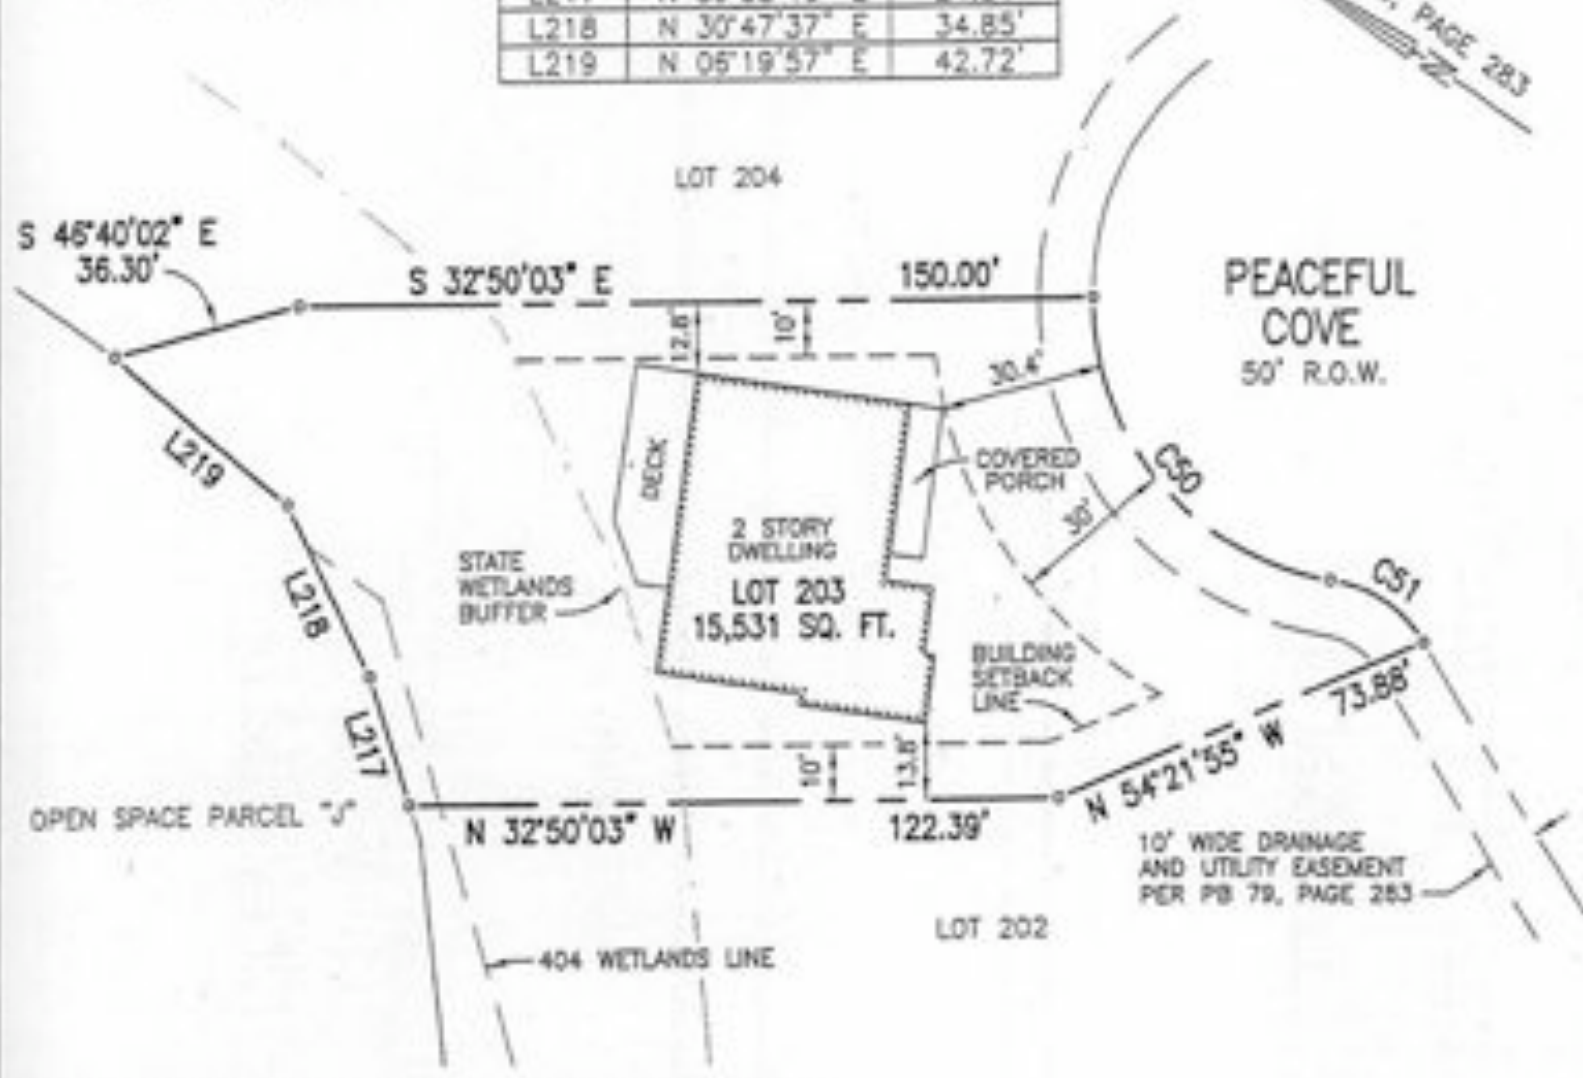 L218 N 30°47'37" E 34.85'
L219 N 06°19'57" E 42.72'
PAGE 283
LOT 204
S 46°40'02" E
36.30'
S 32°50'03" E
150.00'
PEACEFUL
COVE
50' R.O.W.
12.8'
10'
30.4'
L219
DECK
COVERED
PORCH
C50
30'
2 STORY
DWELLING
LOT 203
15,531 SQ. FT.
STATE
WETLANDS
BUFFER
C51
L218
BUILDING
SETBACK
LINE
73.88'
N 54°21'55" W
L217
10'
13.8'
OPEN SPACE PARCEL "J"
N 32°50'03" W
122.39'
10' WIDE DRAINAGE
AND UTILITY EASEMENT
PER PB 79, PAGE 283
LOT 202
404 WETLANDS LINE